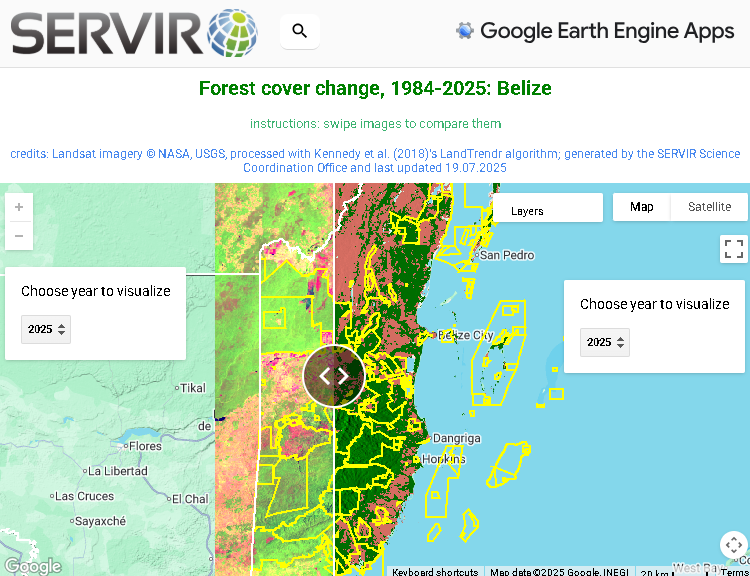 SERVIR
Google Earth Engine Apps
Forest cover change, 1984-2025: Belize
instructions: swipe images to compare them
credits: Landsat imagery © NASA, USGS, processed with Kennedy et al. (2018)'s LandTrendr algorithm; generated by the SERVIR Science
Coordination Office and last updated 19.07.2025
+
−
Layers
Map
Satellite
San Pedro
Choose year to visualize
2025
Choose year to visualize
2025
Belize City
Tikal
de
Flores
Dangriga
Hopkins
La Libertad
Las Cruces
El Chal
Sayaxché
West Bay
Google
Keyboard shortcuts
Map data ©2025 Google, INEGI
20 km
Terms